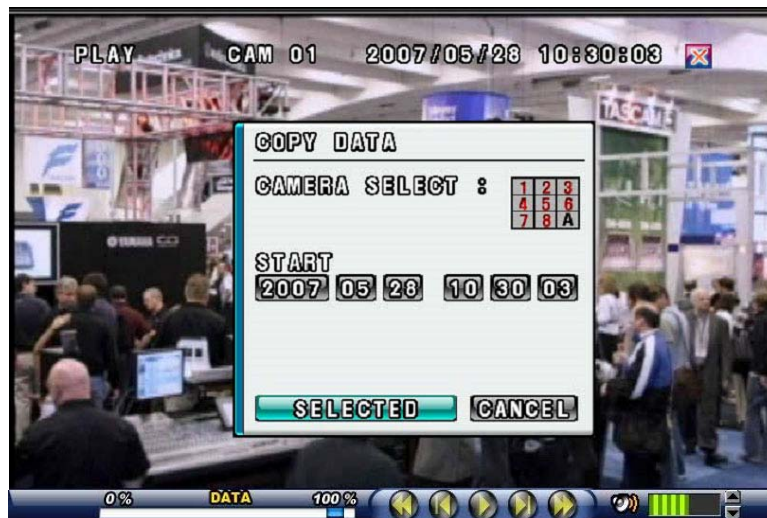 PLAY CAM 01 2007/05/28 10:30:03
TASCAM
COPY DATA
CAMERA SELECT :
1 2 3
4 5 6
7 8 A
YAMAHA
START
2007 05 28 10 30 03
SELECTED CANCEL
0% DATA 100%